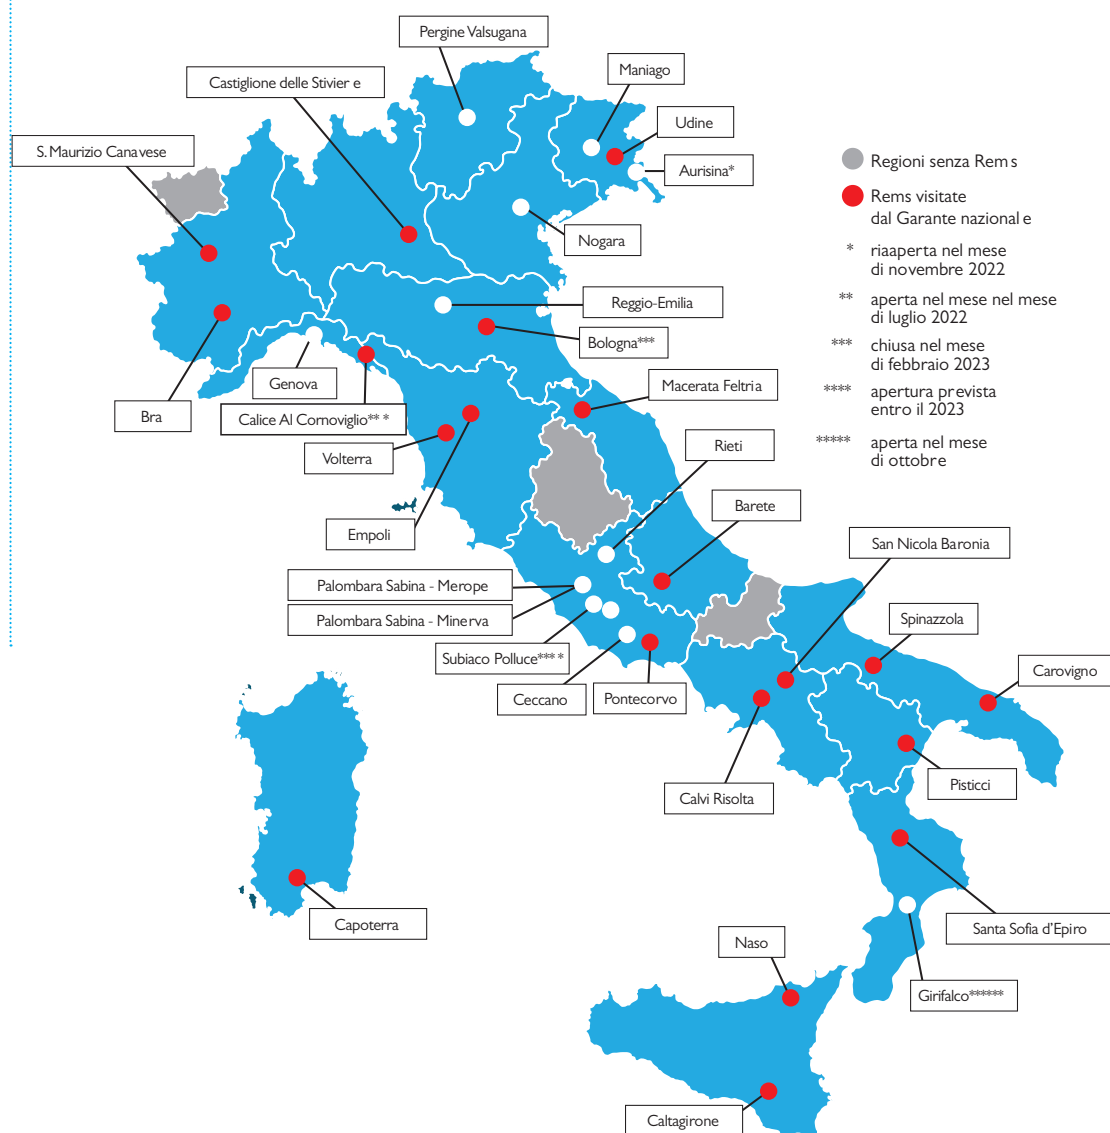 Pergine Valsugana
Maniago
Castiglione delle Stivier e
Udine
S. Maurizio Canavese
Aurisina*
Nogara
Reggio-Emilia
Bologna***
Genova
Macerata Feltria
Bra
Calice Al Cornoviglio** *
Volterra
Rieti
Empoli
Barete
San Nicola Baronia
Palombara Sabina - Merope
Palombara Sabina - Minerva
Spinazzola
Subiaco Polluce*** *
Carovigno
Ceccano
Pontecorvo
Calvi Risolta
Pisticci
Capoterra
Santa Sofia d'Epiro
Naso
Girifalco******
Caltagirone
Regioni senza Rems
Rems visitate
dal Garante nazionale
* riaaperta nel mese
di novembre 2022
** aperta nel mese nel mese
di luglio 2022
*** chiusa nel mese
di febbraio 2023
**** apertura prevista
entro il 2023
***** aperta nel mese
di ottobre